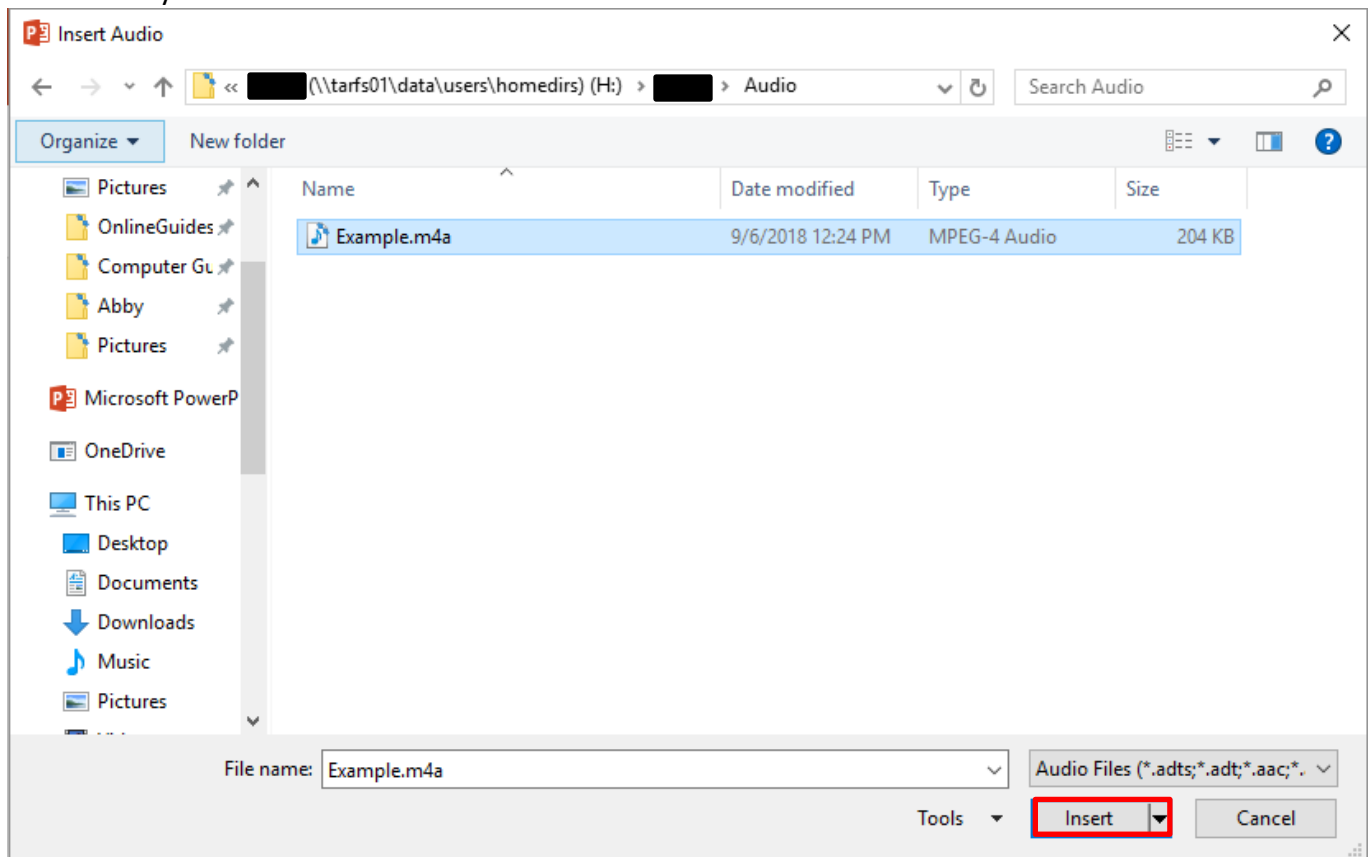 Insert Audio
« (\\tarfs01\data\users\homedirs) (H:) > > Audio
Search Audio
Organize
New folder
Name
Date modified
Type
Size
Example.m4a
9/6/2018 12:24 PM
MPEG-4 Audio
204 KB
Pictures
OnlineGuides
Computer Gu
Abby
Pictures
Microsoft PowerP
OneDrive
This PC
Desktop
Documents
Downloads
Music
Pictures
File name:
Example.m4a
Audio Files (*.adts;*.adt;*.aac;*.
Tools
Insert
Cancel